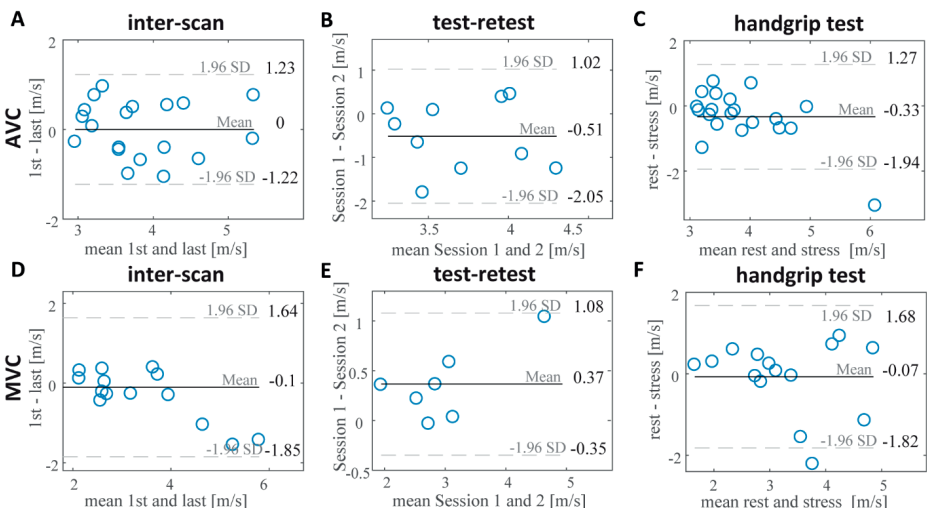 A inter-scan
AVC
1st - last [m/s]
2
0
-2
1.96 SD 1.23
Mean 0
-1.96 SD -1.22
3 4 5
mean 1st and last [m/s]
B test-retest
Session 1 - Session 2 [m/s]
1
0
-1
-2
1.96 SD 1.02
Mean -0.51
-1.96 SD -2.05
3.5 4 4.5
mean Session 1 and 2 [m/s]
C handgrip test
rest - stress [m/s]
2
0
-2
1.96 SD 1.27
Mean -0.33
-1.96 SD -1.94
3 4 5 6
mean rest and stress [m/s]
D inter-scan
MVC
1st - last [m/s]
2
0
-2
1.96 SD 1.64
Mean -0.1
-1.96 SD -1.85
2 4 6
mean 1st and last [m/s]
E test-retest
Session 1 - Session 2 [m/s]
1
0.5
0
-0.5
1.96 SD 1.08
Mean 0.37
-1.96 SD -0.35
2 3 4 5
mean Session 1 and 2 [m/s]
F handgrip test
rest - stress [m/s]
2
0
-2
1.96 SD 1.68
Mean -0.07
-1.96 SD -1.82
2 3 4 5
mean rest and stress [m/s]